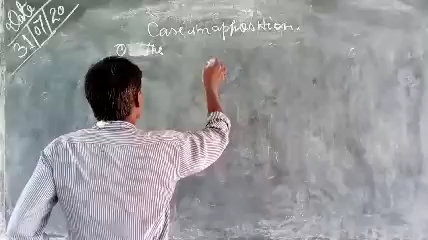 Date
31/07/20
Case in apposition.
① The